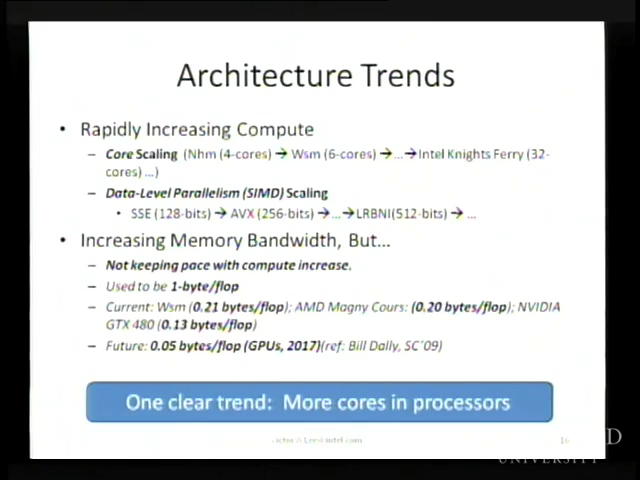 Architecture Trends
• Rapidly Increasing Compute
– Core Scaling (Nhm (4-cores) → Wsm (6-cores) → …→Intel Knights Ferry (32-
cores) …)
– Data-Level Parallelism (SIMD) Scaling
• SSE (128-bits) → AVX (256-bits) →…→LRBNI(512-bits) → …
• Increasing Memory Bandwidth, But…
– Not keeping pace with compute increase.
– Used to be 1-byte/flop
– Current: Wsm (0.21 bytes/flop); AMD Magny Cours: (0.20 bytes/flop); NVIDIA
GTX 480 (0.13 bytes/flop)
– Future: 0.05 bytes/flop (GPUs, 2017)(ref: Bill Dally, SC'09)
One clear trend: More cores in processors
16
UNIVERSITY